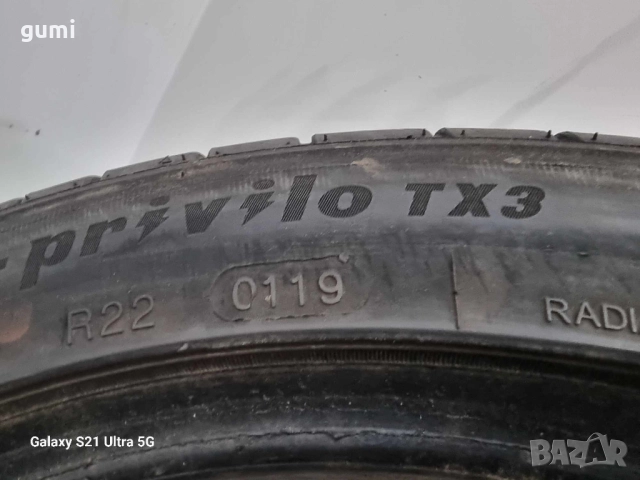 gumi
privilo TX3
R22
0119
RADI
Galaxy S21 Ultra 5G
BAZAR